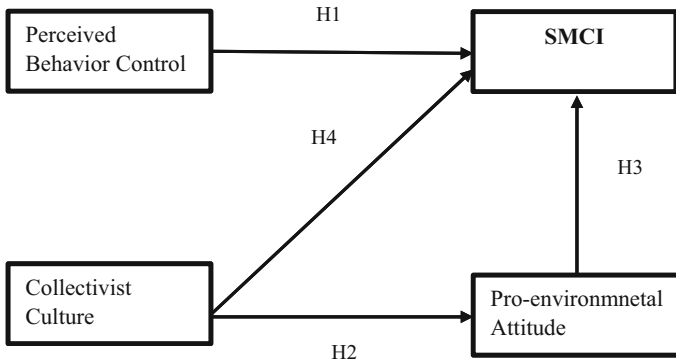 H1
Perceived
Behavior Control
SMCI
H4
H3
Collectivist
Culture
Pro-environmnetal
Attitude
H2